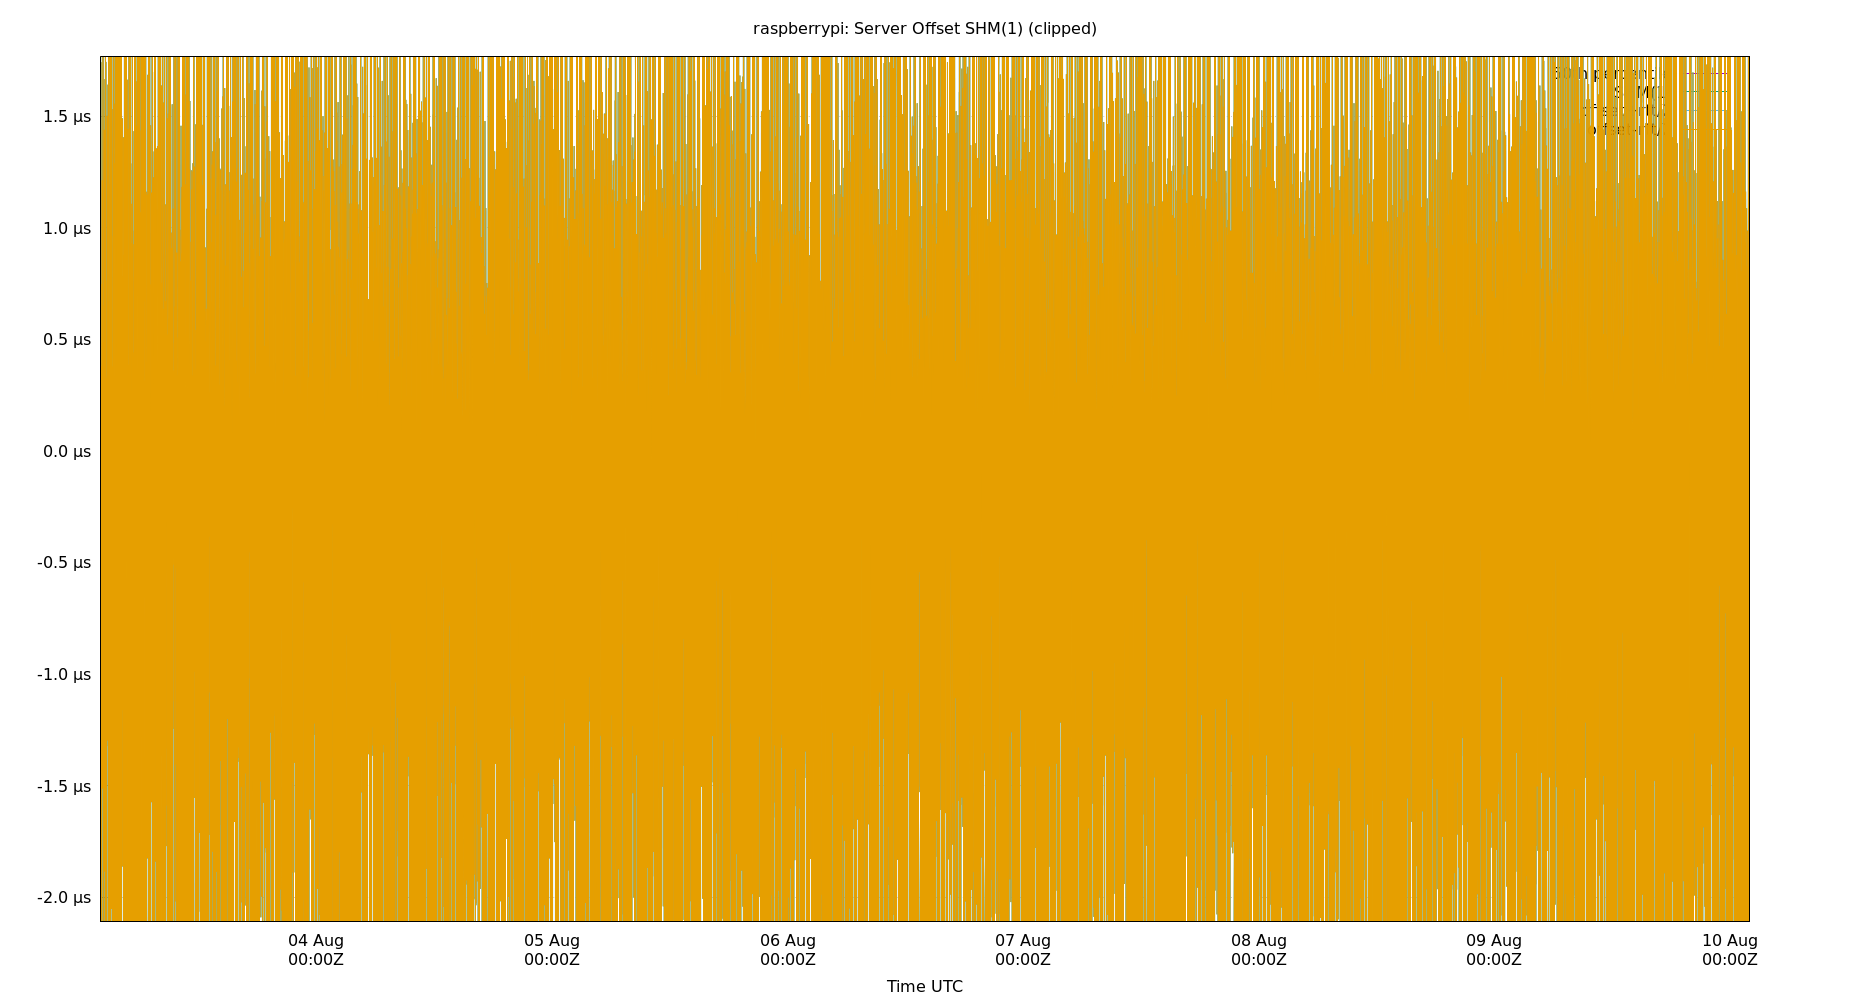 raspberrypi: Server Offset SHM(1) (clipped)
1.5 µs
1.0 µs
0.5 µs
0.0 µs
-0.5 µs
-1.0 µs
-1.5 µs
-2.0 µs
04 Aug 05 Aug 06 Aug 07 Aug 08 Aug 09 Aug 10 Aug
00:00Z 00:00Z 00:00Z 00:00Z 00:00Z 00:00Z 00:00Z
Time UTC